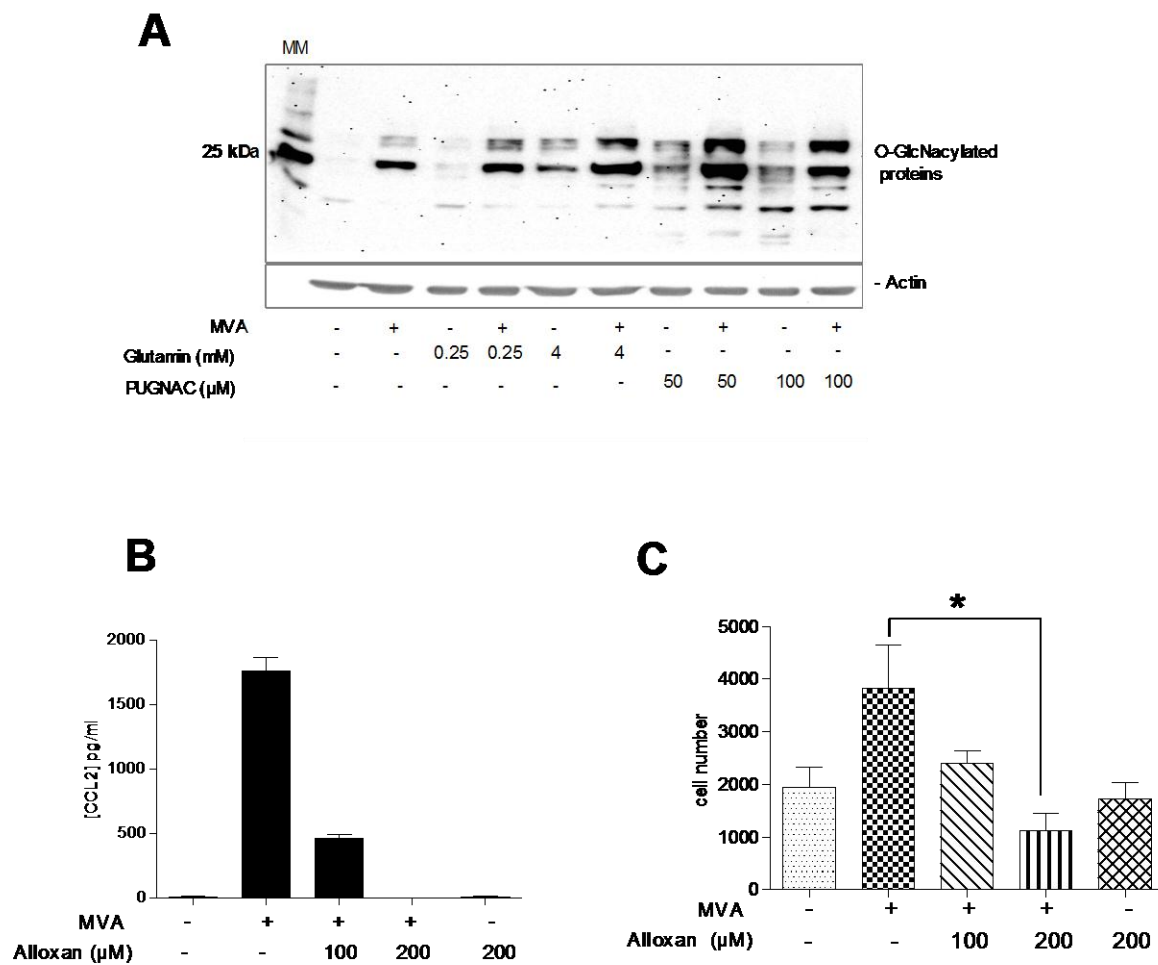 A
MM
25 kDa
O-GlcNacylated
proteins
- Actin
MVA - + - + - + - + - +
Glutamin (mM) - - 0.25 0.25 4 4 - - - -
PUGNAC (µM) - - - - - - 50 50 100 100
B
[CCL2] pg/ml
2000
1500
1000
500
0
MVA - + + + -
Alloxan (µM) - - 100 200 200
C
*
cell number
5000
4000
3000
2000
1000
0
MVA - + + + -
Alloxan (µM) - - 100 200 200